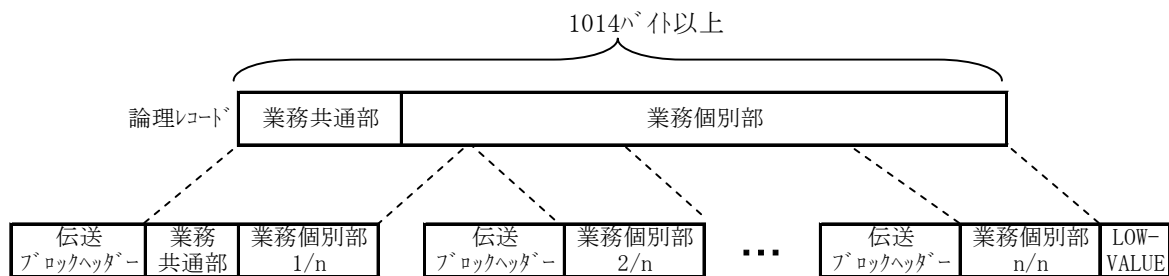 1014ﾊﾞｲﾄ以上
論理ﾚｺｰﾄﾞ
業務共通部
業務個別部
伝送
ﾌﾞﾛックヘッダー
業務
共通部
業務個別部
1/n
伝送
ﾌﾞﾛックヘッダー
業務個別部
2/n
…
伝送
ﾌﾞﾛックヘッダー
業務個別部
n/n
LOW-
VALUE